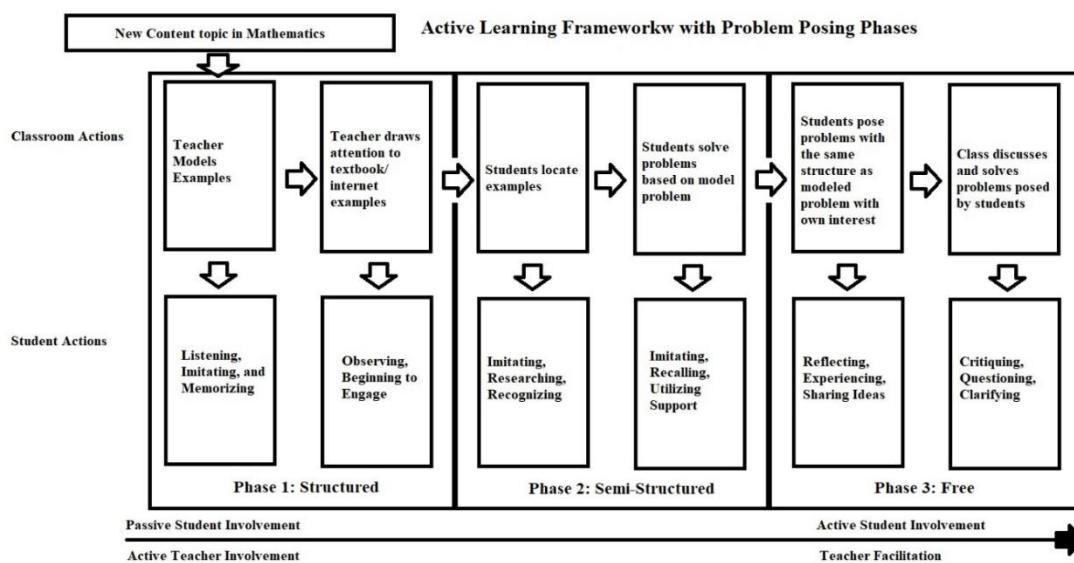 New Content topic in Mathematics
Active Learning Frameworkw with Problem Posing Phases
Classroom Actions
Teacher
Models
Examples
Teacher draws
attention to
textbook/
internet
examples
Students locate
examples
Students solve
problems
based on model
problem
Students pose
problems with
the same
structure as
modeled
problem with
own interest
Class discusses
and solves
problems posed
by students
Student Actions
Listening,
Imitating, and
Memorizing
Observing,
Beginning to
Engage
Imitating,
Researching,
Recognizing
Imitating,
Recalling,
Utilizing
Support
Reflecting,
Experiencing,
Sharing Ideas
Critiquing,
Questioning,
Clarifying
Phase 1: Structured
Phase 2: Semi-Structured
Phase 3: Free
Passive Student Involvement
Active Student Involvement
Active Teacher Involvement
Teacher Facilitation